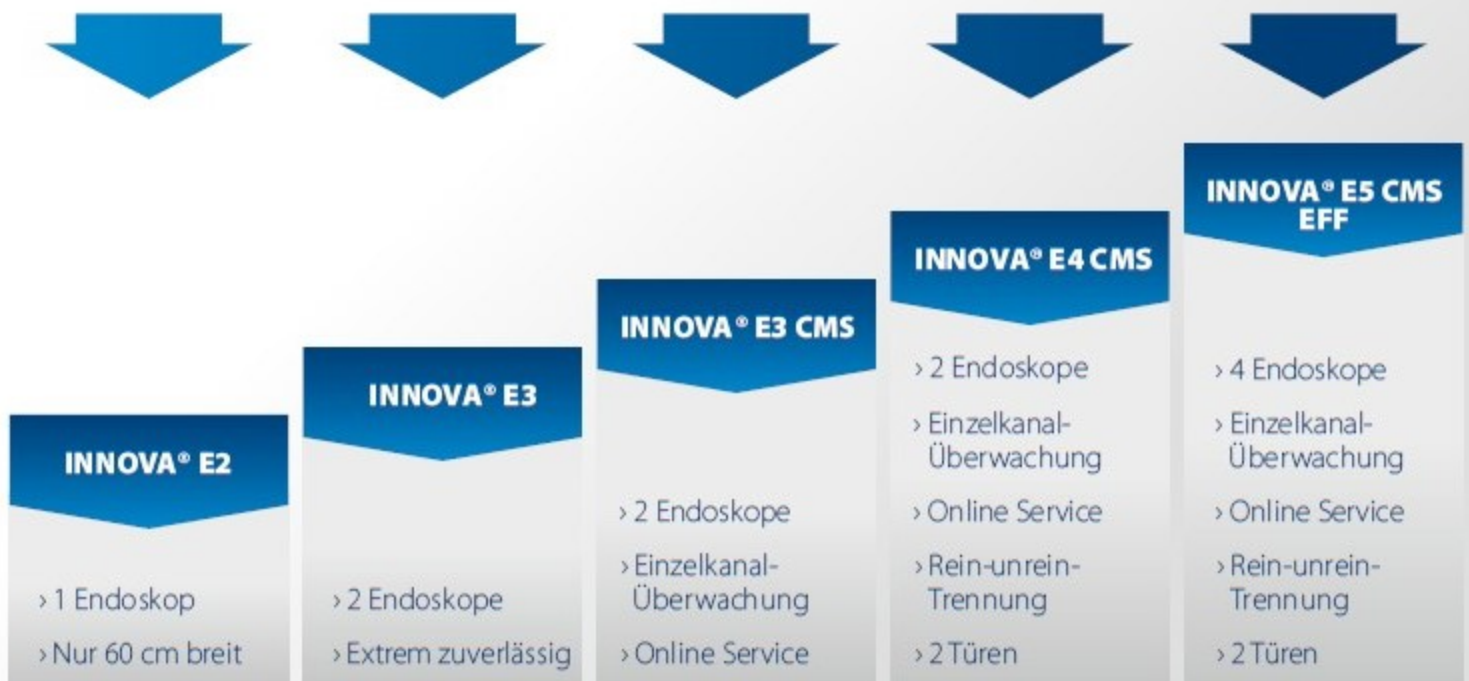 INNOVA® E2
› 1 Endoskop
› Nur 60 cm breit
INNOVA® E3
› 2 Endoskope
› Extrem zuverlässig
INNOVA® E3 CMS
› 2 Endoskope
› Einzelkanal-
Überwachung
› Online Service
INNOVA® E4 CMS
› 2 Endoskope
› Einzelkanal-
Überwachung
› Online Service
› Rein-unrein-
Trennung
› 2 Türen
INNOVA® E5 CMS
EFF
› 4 Endoskope
› Einzelkanal-
Überwachung
› Online Service
› Rein-unrein-
Trennung
› 2 Türen